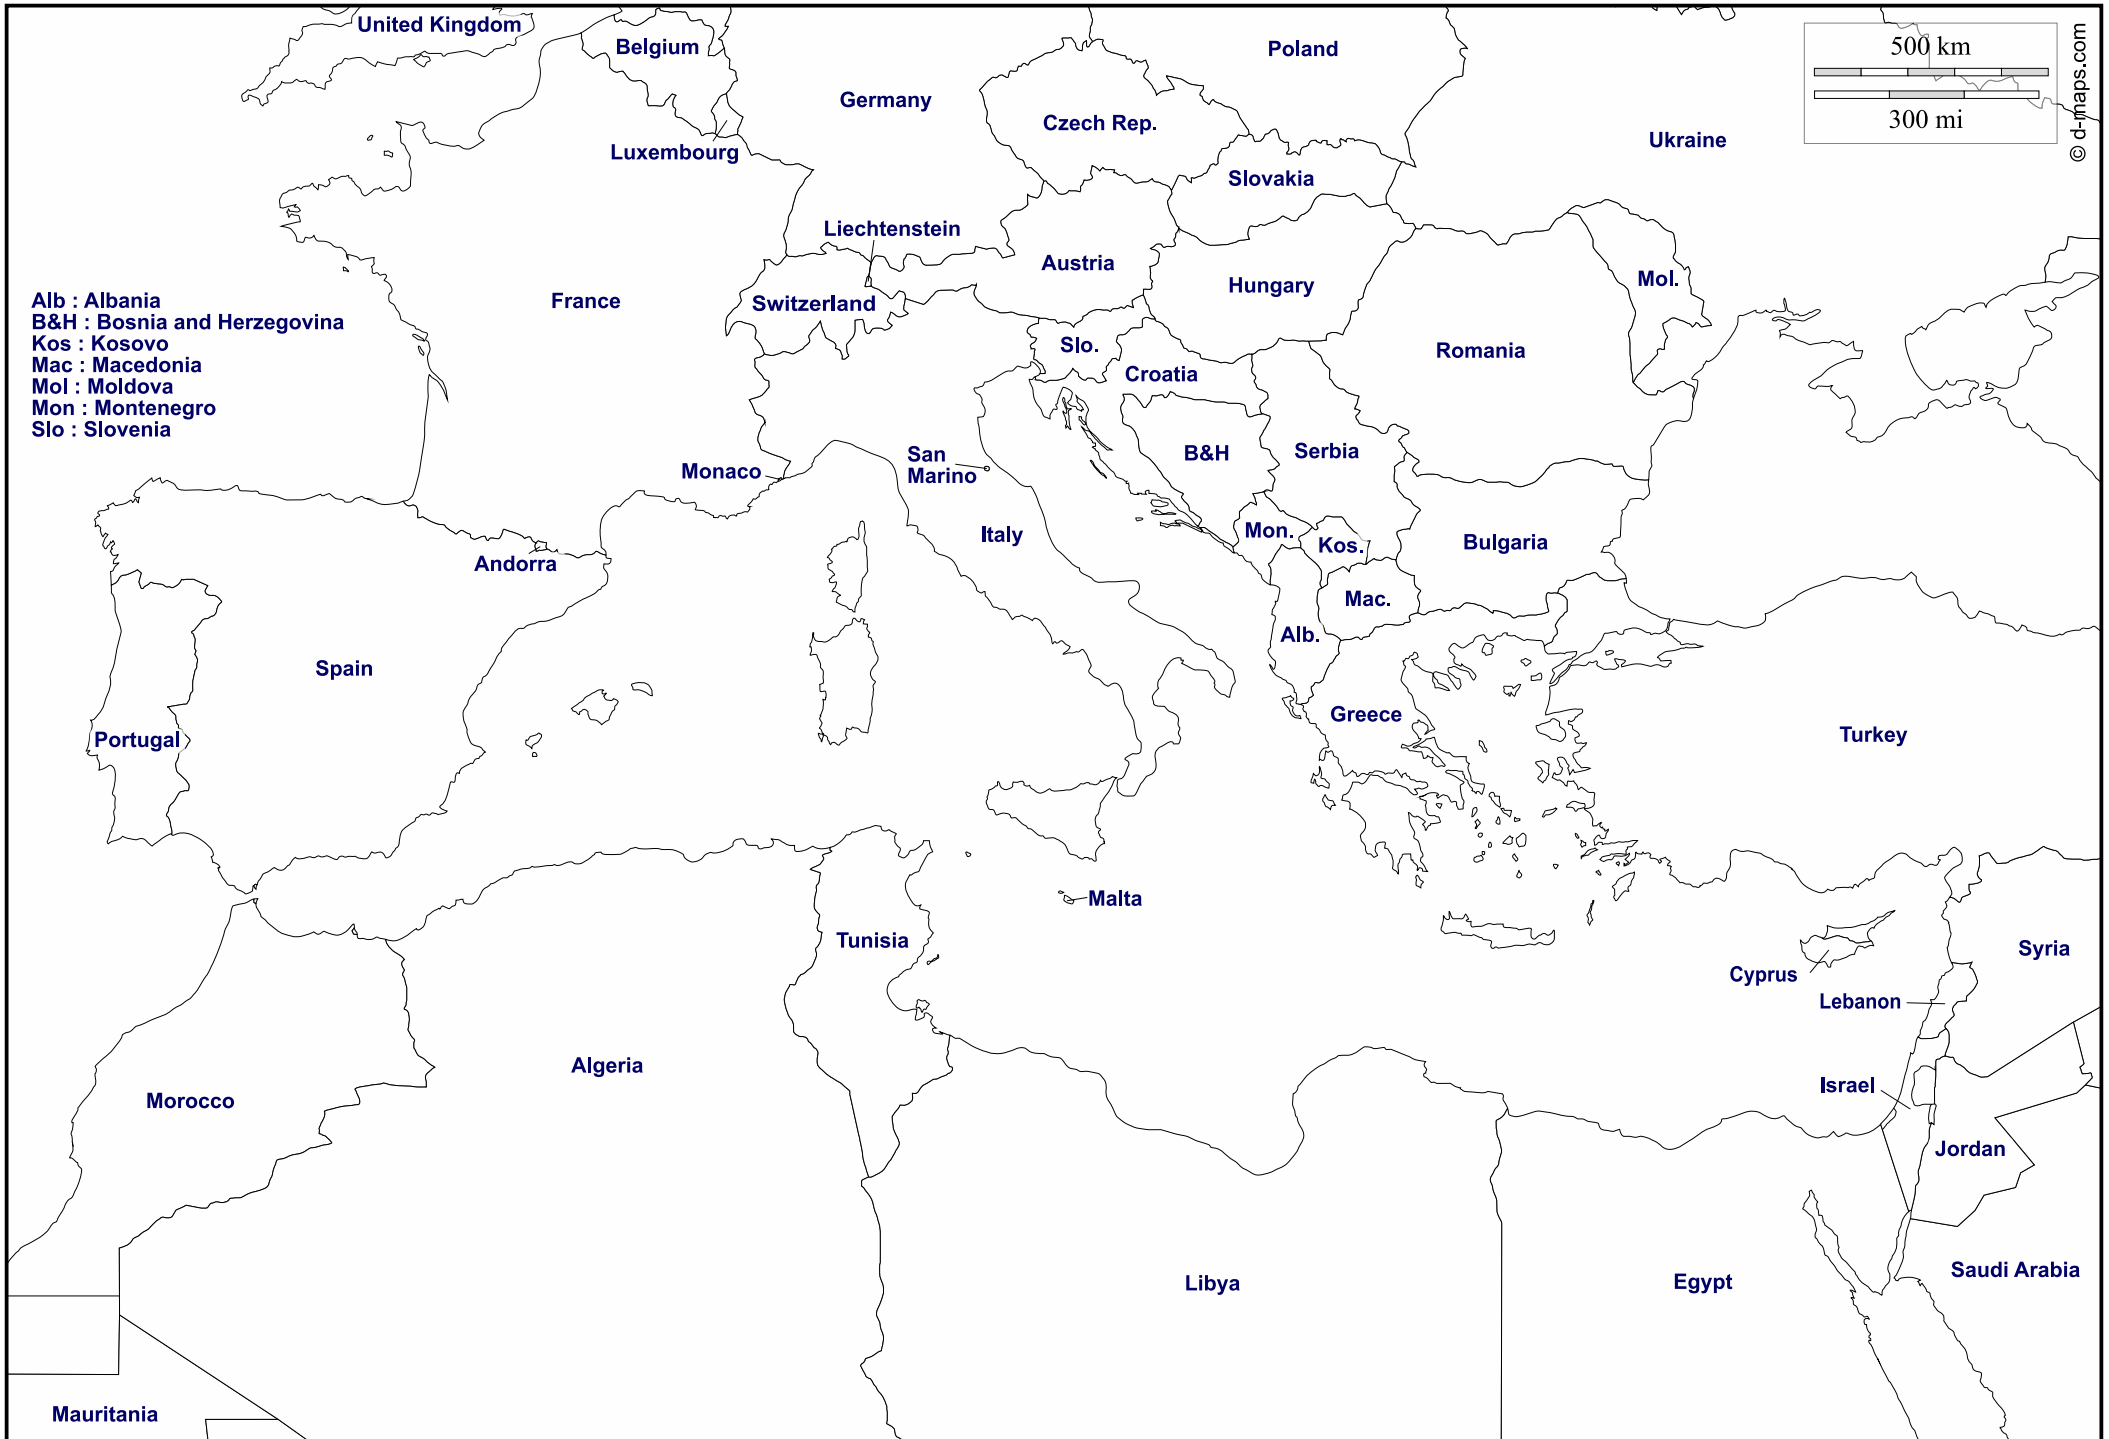 United Kingdom
Belgium
Poland
500 km
300 mi
© d-maps.com
Germany
Czech Rep.
Ukraine
Luxembourg
Slovakia
Liechtenstein
Austria
Mol.
Hungary
France
Switzerland
Alb : Albania
B&H : Bosnia and Herzegovina
Kos : Kosovo
Mac : Macedonia
Mol : Moldova
Mon : Montenegro
Slo : Slovenia
Slo.
Romania
Croatia
Serbia
B&H
San
Marino
Monaco
Italy
Mon.
Kos.
Bulgaria
Andorra
Mac.
Alb.
Spain
Greece
Turkey
Portugal
Malta
Tunisia
Syria
Cyprus
Lebanon
Algeria
Israel
Morocco
Jordan
Saudi Arabia
Libya
Egypt
Mauritania